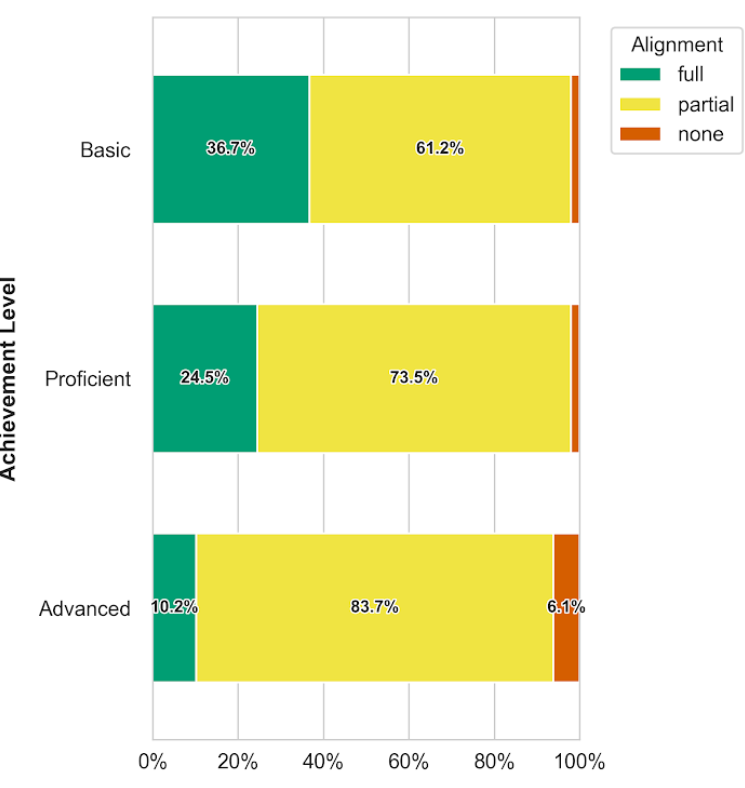 Alignment
full
partial
none
Achievement Level
Basic
36.7% 61.2%
Proficient
24.5% 73.5%
Advanced
10.2% 83.7% 6.1%
0% 20% 40% 60% 80% 100%